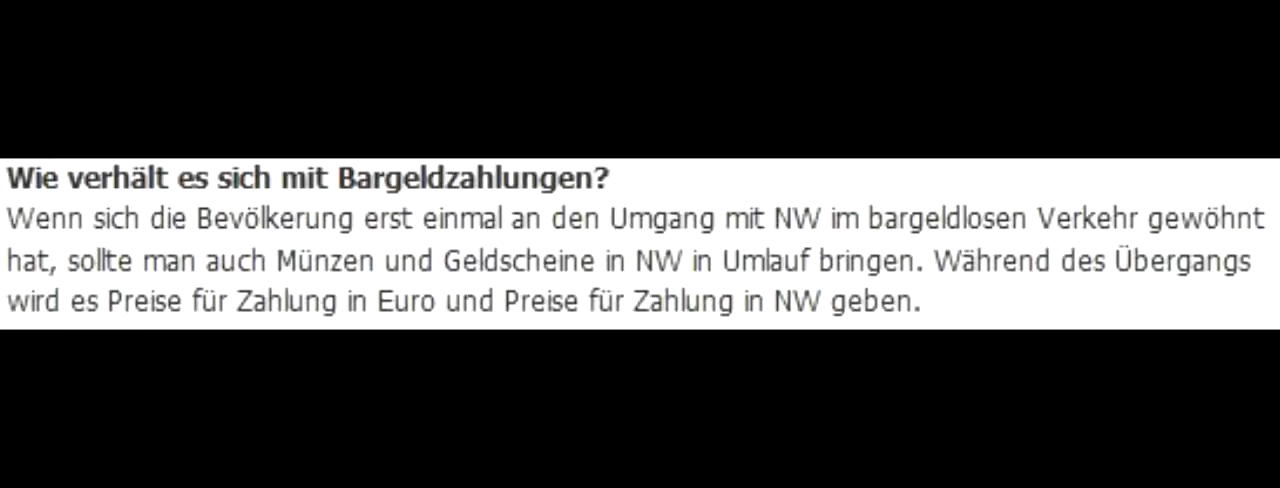 Wie verhält es sich mit Bargeldzahlungen?
Wenn sich die Bevölkerung erst einmal an den Umgang mit NW im bargeldlosen Verkehr gewöhnt
hat, sollte man auch Münzen und Geldscheine in NW in Umlauf bringen. Während des Übergangs
wird es Preise für Zahlung in Euro und Preise für Zahlung in NW geben.